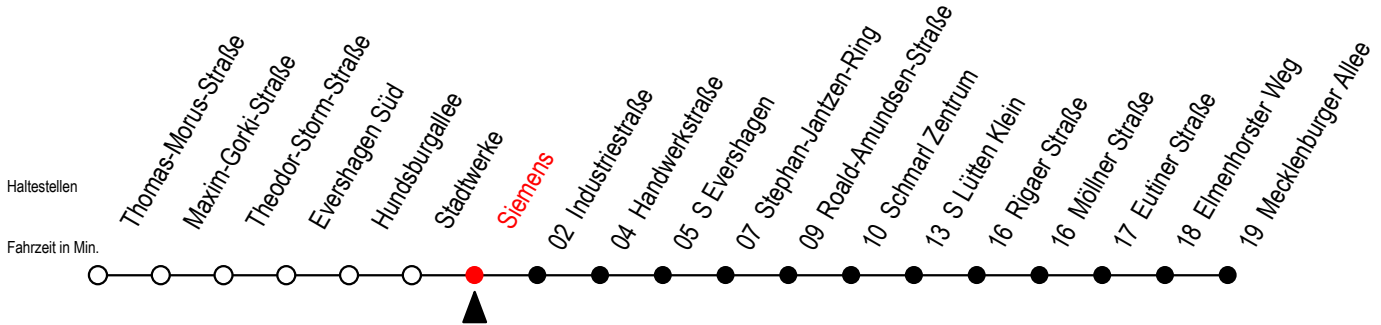 Haltestellen
Thomas-Morus-Straße
Maxim-Gorki-Straße
Theodor-Storm-Straße
Evershagen Süd
Hundsburgallee
Stadtwerke
Siemens
02 Industriestraße
04 Handwerkstraße
05 S Evershagen
07 Stephan-Jantzen-Ring
09 Roald-Amundsen-Straße
10 Schmarl Zentrum
13 S Lütten Klein
16 Rigaer Straße
16 Möllner Straße
17 Eutiner Straße
18 Elmenhorster Weg
19 Mecklenburger Allee
Fahrzeit in Min.